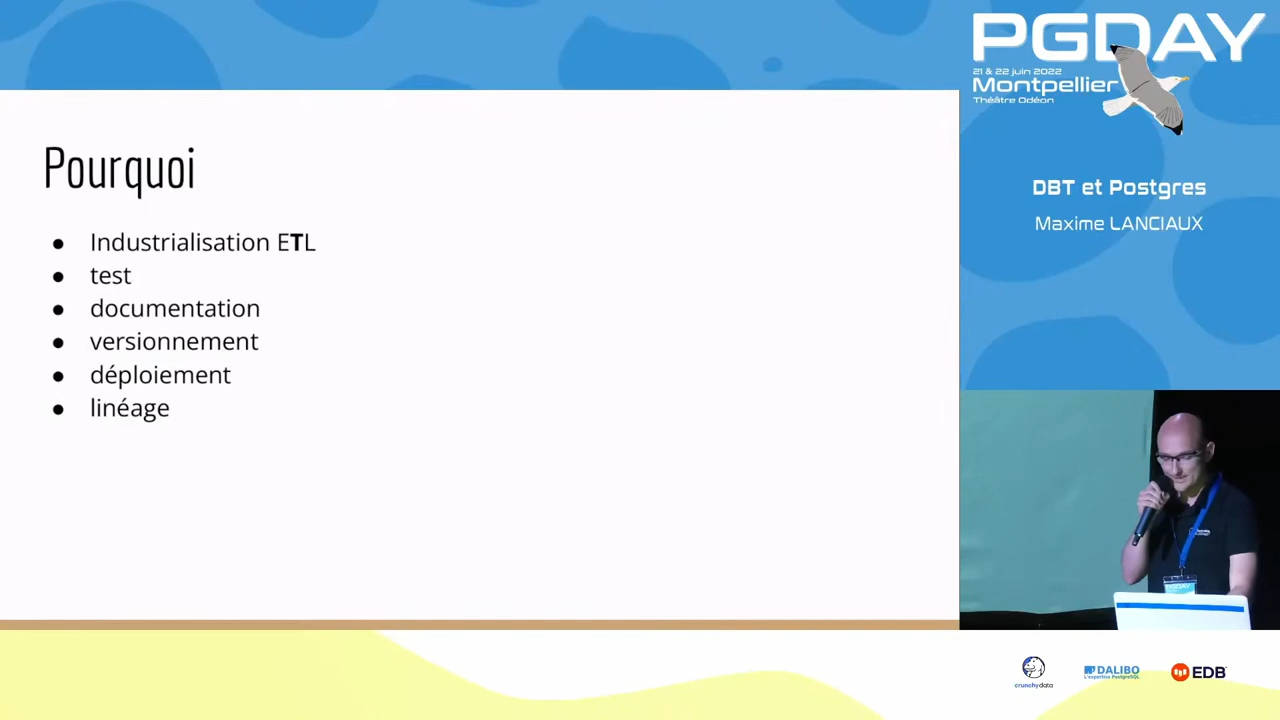 PGDAY
21 & 22 juin 2022
Montpellier
Théâtre Odéon
DBT et Postgres
Maxime LANCIAUX
Pourquoi
● Industrialisation ETL
● test
● documentation
● versionnement
● déploiement
● linéage
PGDAY
crunchydata
DALIBO
L'expertise PostgreSQL
EDB